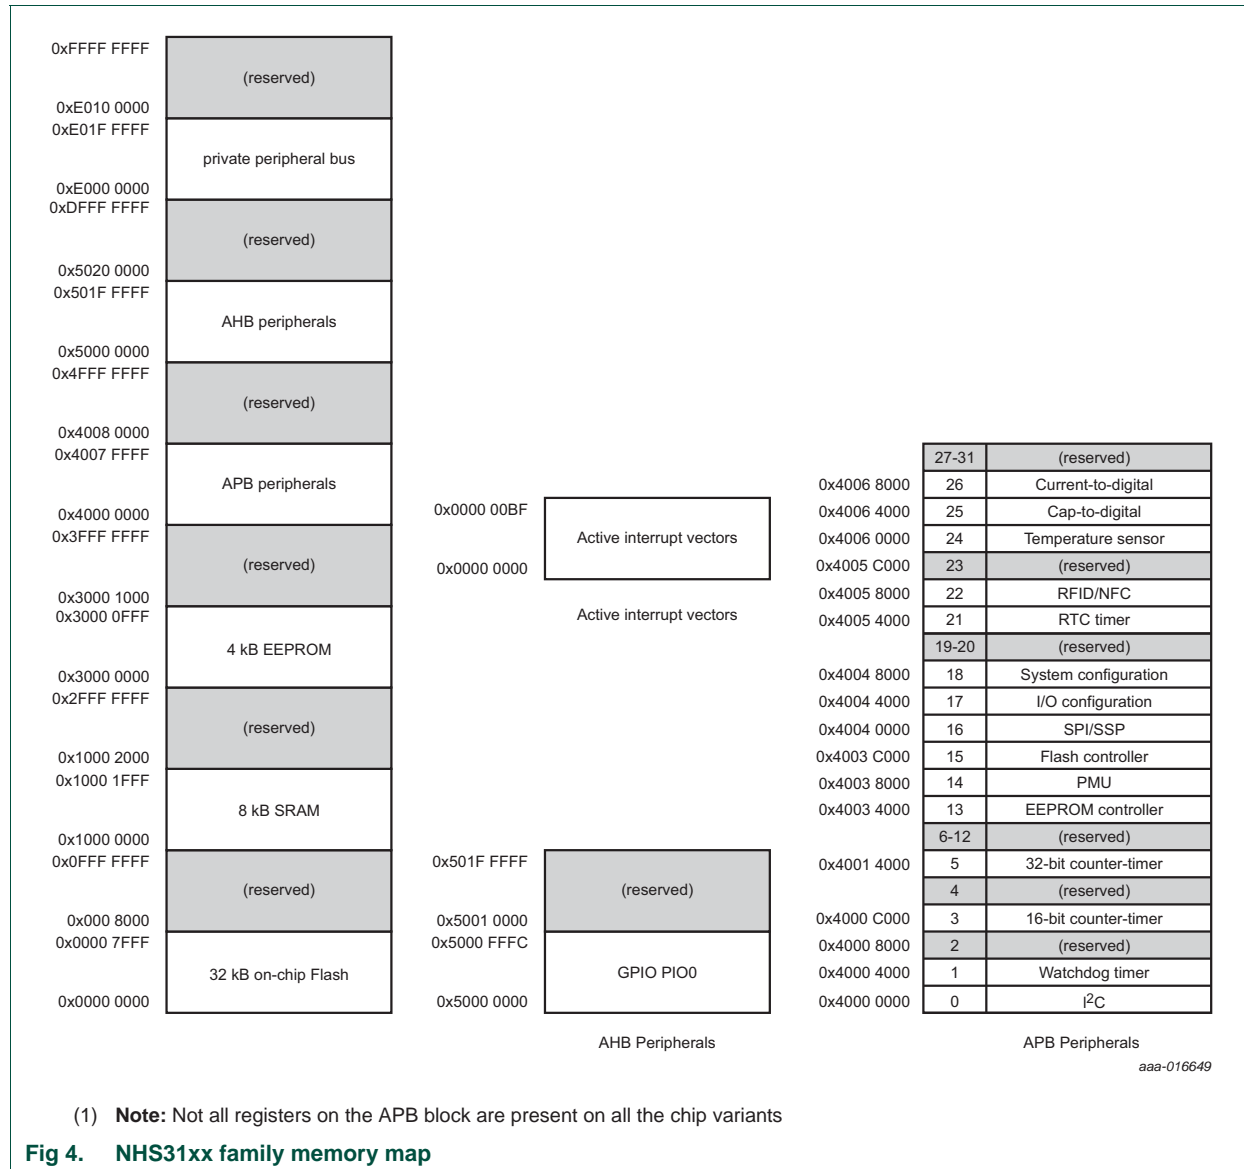 0xFFFF FFFF
(reserved)
0xE010 0000
0xE01F FFFF
private peripheral bus
0xE000 0000
0xDFFF FFFF
(reserved)
0x5020 0000
0x501F FFFF
AHB peripherals
0x5000 0000
0x4FFF FFFF
(reserved)
0x4008 0000
0x4007 FFFF
APB peripherals
0x4000 0000
0x3FFF FFFF
(reserved)
0x3000 1000
0x3000 0FFF
4 kB EEPROM
0x3000 0000
0x2FFF FFFF
(reserved)
0x1000 2000
0x1000 1FFF
8 kB SRAM
0x1000 0000
0x0FFF FFFF
(reserved)
0x000 8000
0x0000 7FFF
32 kB on-chip Flash
0x0000 0000
0x0000 00BF
Active interrupt vectors
0x0000 0000
Active interrupt vectors
0x501F FFFF
(reserved)
0x5001 0000
0x5000 FFFC
GPIO PIO0
0x5000 0000
AHB Peripherals
27-31 (reserved)
0x4006 8000 26 Current-to-digital
0x4006 4000 25 Cap-to-digital
0x4006 0000 24 Temperature sensor
0x4005 C000 23 (reserved)
0x4005 8000 22 RFID/NFC
0x4005 4000 21 RTC timer
19-20 (reserved)
0x4004 8000 18 System configuration
0x4004 4000 17 I/O configuration
0x4004 0000 16 SPI/SSP
0x4003 C000 15 Flash controller
0x4003 8000 14 PMU
0x4003 4000 13 EEPROM controller
6-12 (reserved)
0x4001 4000 5 32-bit counter-timer
4 (reserved)
0x4000 C000 3 16-bit counter-timer
0x4000 8000 2 (reserved)
0x4000 4000 1 Watchdog timer
0x4000 0000 0 I2C
APB Peripherals
aaa-016649
(1) Note: Not all registers on the APB block are present on all the chip variants
Fig 4. NHS31xx family memory map